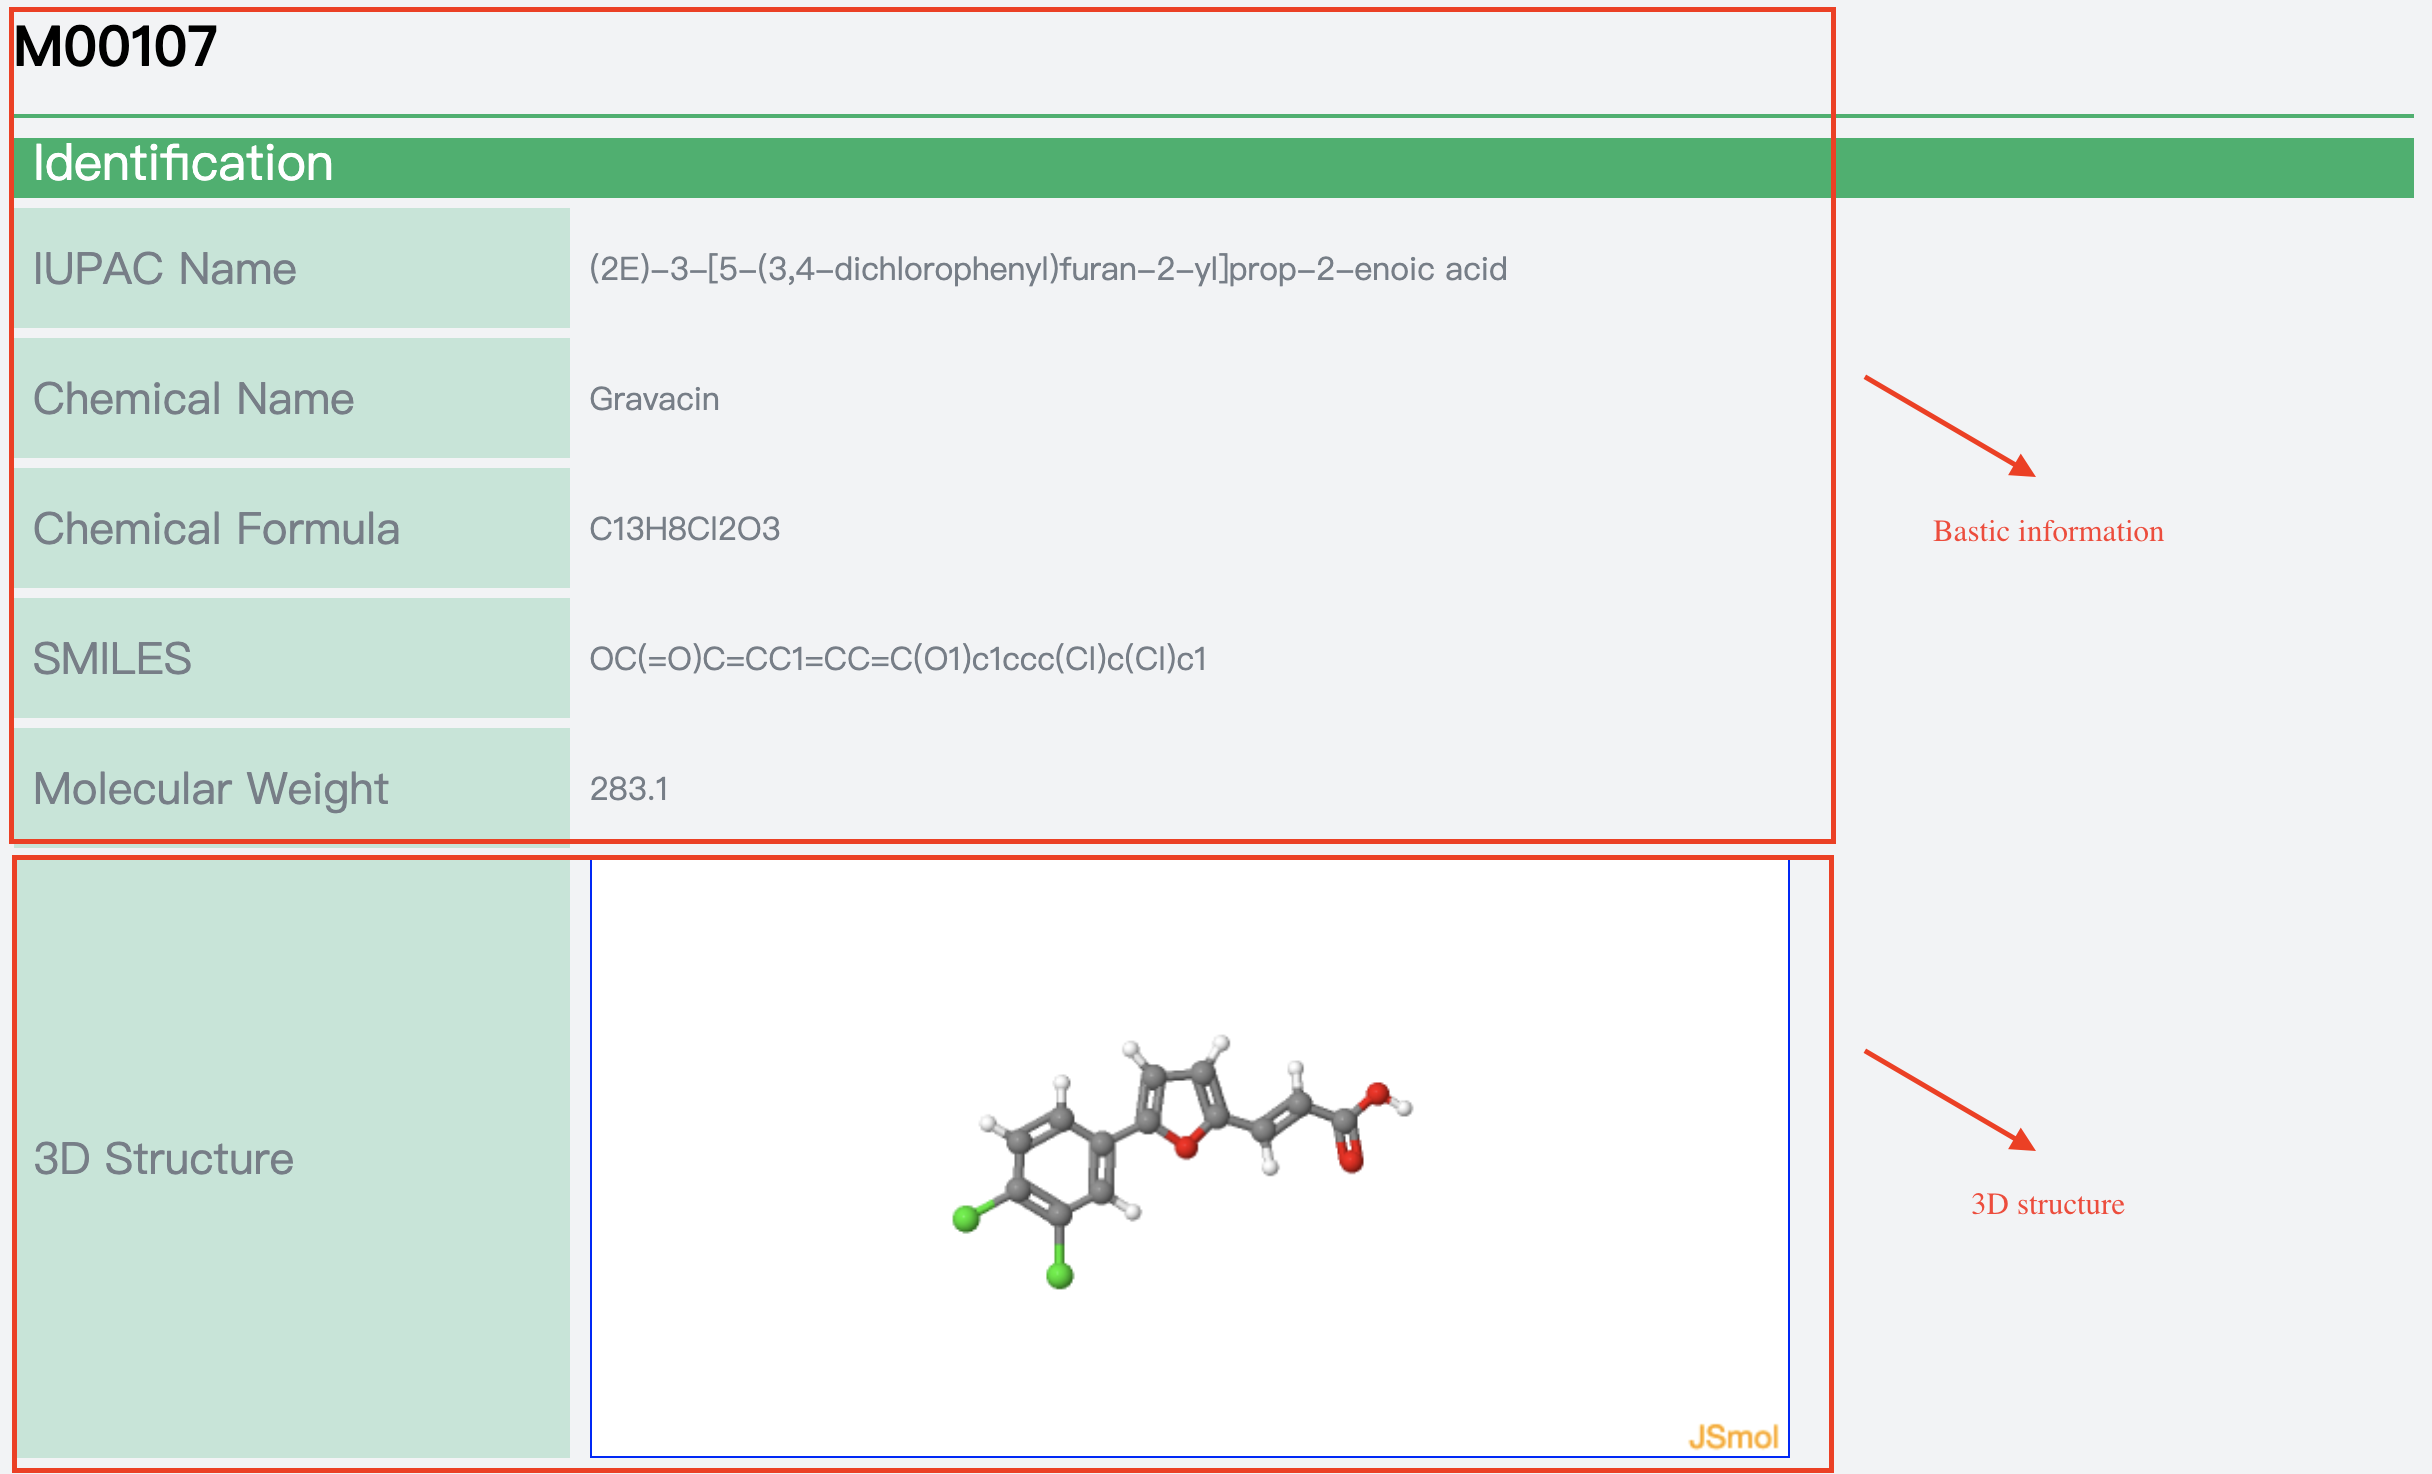 M00107
Identification
IUPAC Name
(2E)-3-[5-(3,4-dichlorophenyl)furan-2-yl]prop-2-enoic acid
Chemical Name
Gravacin
Chemical Formula
C13H8Cl2O3
Bastic information
SMILES
OC(=O)C=CC1=CC=C(O1)c1ccc(Cl)c(Cl)c1
Molecular Weight
283.1
3D Structure
3D structure
JSmol